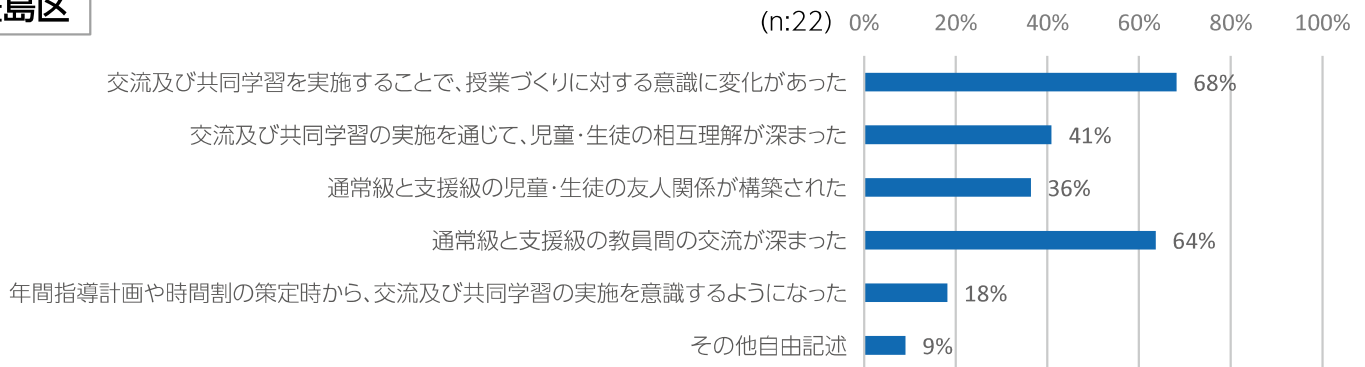 島区
(n:22) 0% 20% 40% 60% 80% 100%
交流及び共同学習を実施することで、授業づくりに対する意識に変化があった 68%
交流及び共同学習の実施を通じて、児童・生徒の相互理解が深まった 41%
通常級と支援級の児童・生徒の友人関係が構築された 36%
通常級と支援級の教員間の交流が深まった 64%
年間指導計画や時間割の策定時から、交流及び共同学習の実施を意識するようになった 18%
その他自由記述 9%